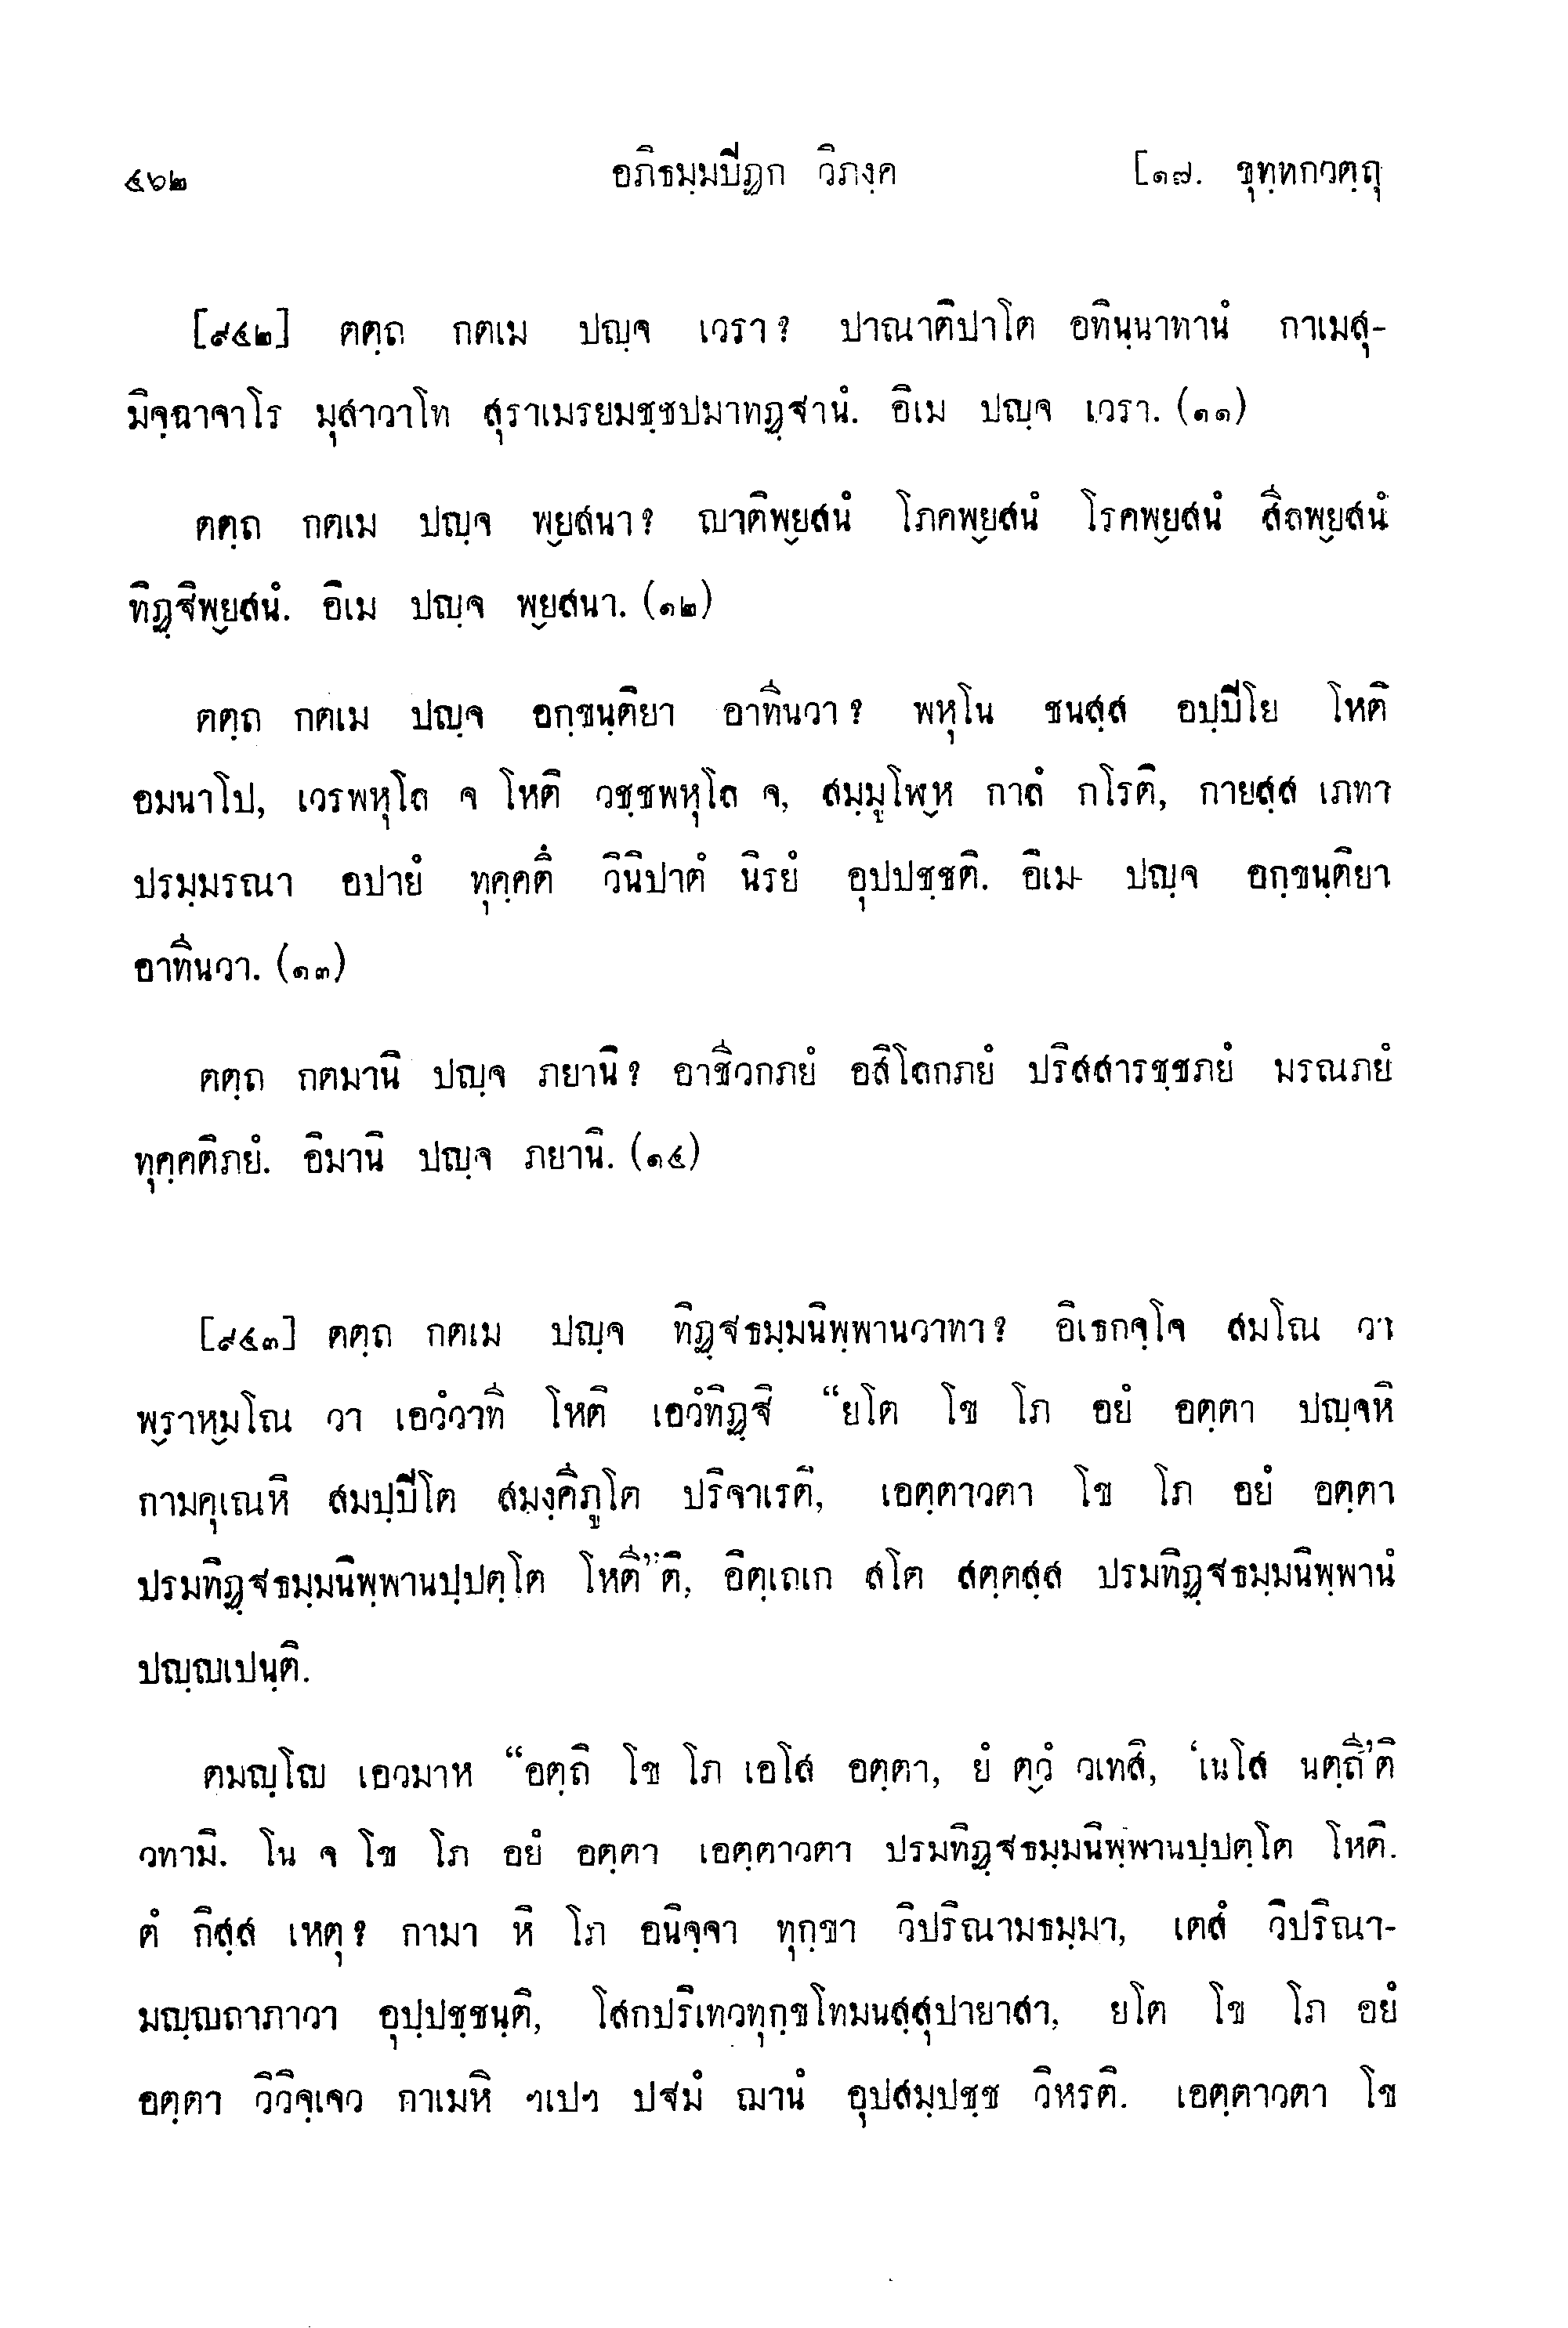 ๔๖๒ อภิธมฺมปิฏก วิภงฺค [๑๗. ขุทฺทกวตฺถุ
[๙๔๒] ตตฺถ กตเม ปญฺจ เวรา? ปาณาติปาโต อทินฺนาทานํ กาเมสุ-
มิจฺฉาจาโร มุสาวาโท สุราเมรยมชฺชปมาทฏฺฐานํ. อิเม ปญฺจ เวรา. (๑๑)
ตตฺถ กตเม ปญฺจ พฺยสนา? ญาติพฺยสนํ โภคพฺยสนํ โรคพฺยสนํ สีลพฺยสนํ
ทิฏฺฐิพฺยสนํ. อิเม ปญฺจ พฺยสนา. (๑๒)
ตตฺถ กตเม ปญฺจ อกฺขนฺติยา อาทีนวา? พหุโน ชนสฺส อปฺปิโย โหติ
อมนาโป, เวรพหุโล จ โหติ วชฺชพหุโล จ, สมฺมูโฬฺห กาลํ กโรติ, กายสฺส เภทา
ปรมฺมรณา อปายํ ทุคฺคตึ วินิปาตํ นิรยํ อุปปชฺชติ. อิเม ปญฺจ อกฺขนฺติยา
อาทีนวา. (๑๓)
ตตฺถ กตมานิ ปญฺจ ภยานิ? อาชีวกภยํ อสิโลกภยํ ปริสสารชฺชภยํ มรณภยํ
ทุคฺคติภยํ. อิมานิ ปญฺจ ภยานิ. (๑๔)
[๙๔๓] ตตฺถ กตเม ปญฺจ ทิฏฺฐธมฺมนิพฺพานวาทา? อิเธกจฺโจ สมโณ วา
พฺราหฺมโณ วา เอวํวาที โหติ เอวํทิฏฺฐิ “ยโต โข โภ อยํ อตฺตา ปญฺจหิ
กามคุเณหิ สมปฺปิโต สมงฺคีภูโต ปริจาเรติ, เอตฺตาวตา โข โภ อยํ อตฺตา
ปรมทิฏฺฐธมฺมนิพฺพานปฺปตฺโต โหตี”ติ, อิตฺเถเก สโต สตฺตสฺส ปรมทิฏฺฐธมฺมนิพฺพานํ
ปญฺญเปนฺติ.
ตมญฺโญ เอวมาห “อตฺถิ โข โภ เอโส อตฺตา, ยํ ตฺวํ วเทสิ, ‘เนโส นตฺถี’ติ
วทามิ. โน จ โข โภ อยํ อตฺตา เอตฺตาวตา ปรมทิฏฺฐธมฺมนิพฺพานปฺปตฺโต โหติ.
ตํ กิสฺส เหตุ? กามา หิ โภ อนิจฺจา ทุกฺขา วิปริณามธมฺมา, เตสํ วิปริณา-
มญฺญถาภาวา อุปฺปชฺชนฺติ, โสกปริเทวทุกฺขโทมนสฺสุปายาสา, ยโต โข โภ อยํ
อตฺตา วิวิจฺเจว กาเมหิ ฯเปฯ ปฐมํ ฌานํ อุปสมฺปชฺช วิหรติ. เอตฺตาวตา โข